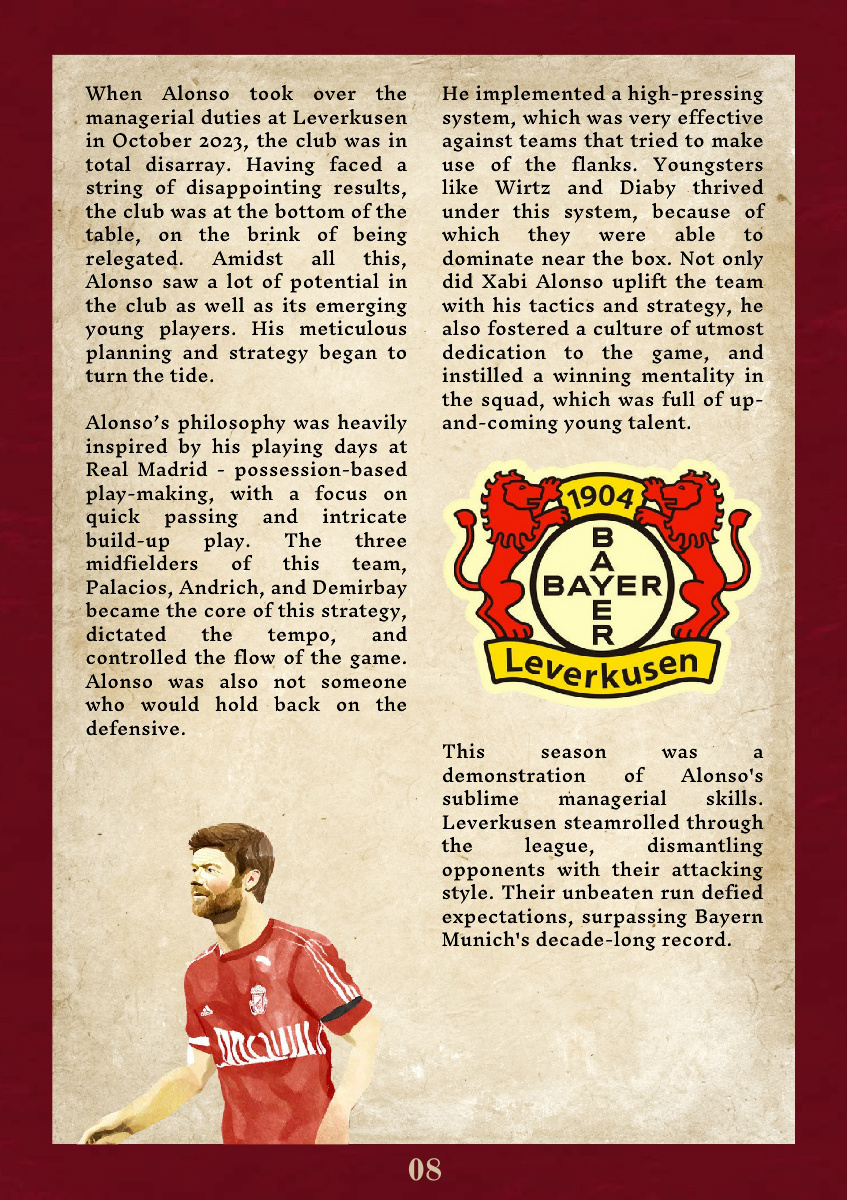 When Alonso took over the
managerial duties at Leverkusen
in October 2023, the club was in
total disarray. Having faced a
string of disappointing results,
the club was at the bottom of the
table, on the brink of being
relegated. Amidst all this,
Alonso saw a lot of potential in
the club as well as its emerging
young players. His meticulous
planning and strategy began to
turn the tide.
Alonso’s philosophy was heavily
inspired by his playing days at
Real Madrid - possession-based
play-making, with a focus on
quick passing and intricate
build-up play. The three
midfielders of this team,
Palacios, Andrich, and Demirbay
became the core of this strategy,
dictated the tempo, and
controlled the flow of the game.
Alonso was also not someone
who would hold back on the
defensive.
He implemented a high-pressing
system, which was very effective
against teams that tried to make
use of the flanks. Youngsters
like Wirtz and Diaby thrived
under this system, because of
which they were able to
dominate near the box. Not only
did Xabi Alonso uplift the team
with his tactics and strategy, he
also fostered a culture of utmost
dedication to the game, and
instilled a winning mentality in
the squad, which was full of up-
and-coming young talent.
1904
BAYER
BAYER
Leverkusen
This season was a
demonstration of Alonso's
sublime managerial skills.
Leverkusen steamrolled through
the league, dismantling
opponents with their attacking
style. Their unbeaten run defied
expectations, surpassing Bayern
Munich's decade-long record.
08